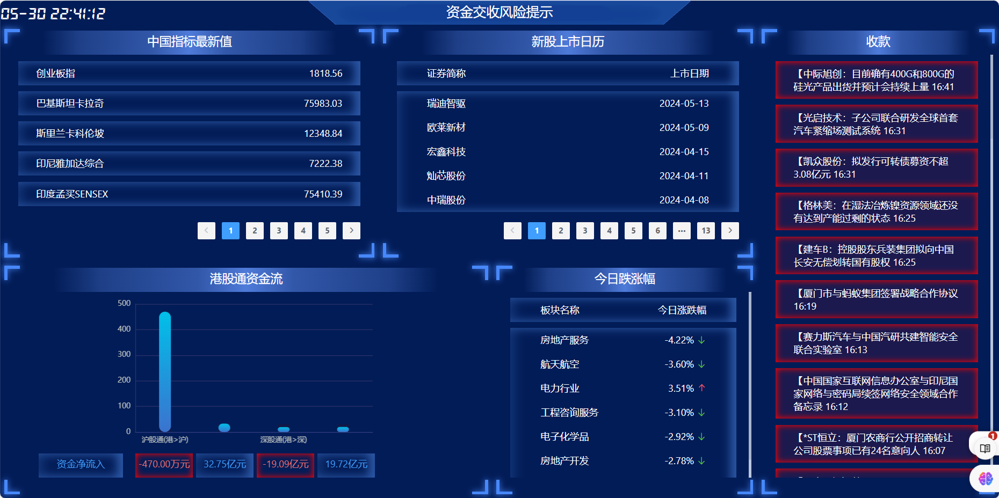 05-30 22:41:12
资金交收风险提示
中国指标最新值
创业板指 1818.56
巴基斯坦卡拉奇 75983.03
斯里兰卡科伦坡 12348.84
印尼雅加达综合 7222.38
印度孟买SENSEX 75410.39
< 1 2 3 4 5 >
新股上市日历
证券简称 上市日期
瑞迪智驱 2024-05-13
欧莱新材 2024-05-09
宏鑫科技 2024-04-15
灿芯股份 2024-04-11
中瑞股份 2024-04-08
< 1 2 3 4 5 6 ••• 13 >
港股通资金流
500
400
300
200
100
0
沪股通(港>沪) 深股通(港>深)
资金净流入 -470.00万元 32.75亿元 -19.09亿元 19.72亿元
今日跌涨幅
板块名称 今日涨跌幅
房地产服务 -4.22% ↓
航天航空 -3.60% ↓
电力行业 3.51% ↑
工程咨询服务 -3.10% ↓
电子化学品 -2.92% ↓
房地产开发 -2.78% ↓
收款
【中际旭创：目前确有400G和800G的
硅光产品出货并预计会持续上量 16:41
【光启技术：子公司联合研发全球首套
汽车紧缩场测试系统 16:31
【凯众股份：拟发行可转债募资不超
3.08亿元 16:31
【格林美：在湿法冶炼镍资源领域还没
有达到产能过剩的状态 16:25
【建车B：控股股东兵装集团拟向中国
长安无偿划转国有股权 16:25
【厦门市与蚂蚁集团签署战略合作协议
16:19
【赛力斯汽车与中国汽研共建智能安全
联合实验室 16:13
【中国国家互联网信息办公室与印尼国
家网络与密码局续签网络安全领域合作
备忘录 16:12
【*ST恒立：厦门农商行公开招商转让
公司股票事项已有24名意向人 16:07
1